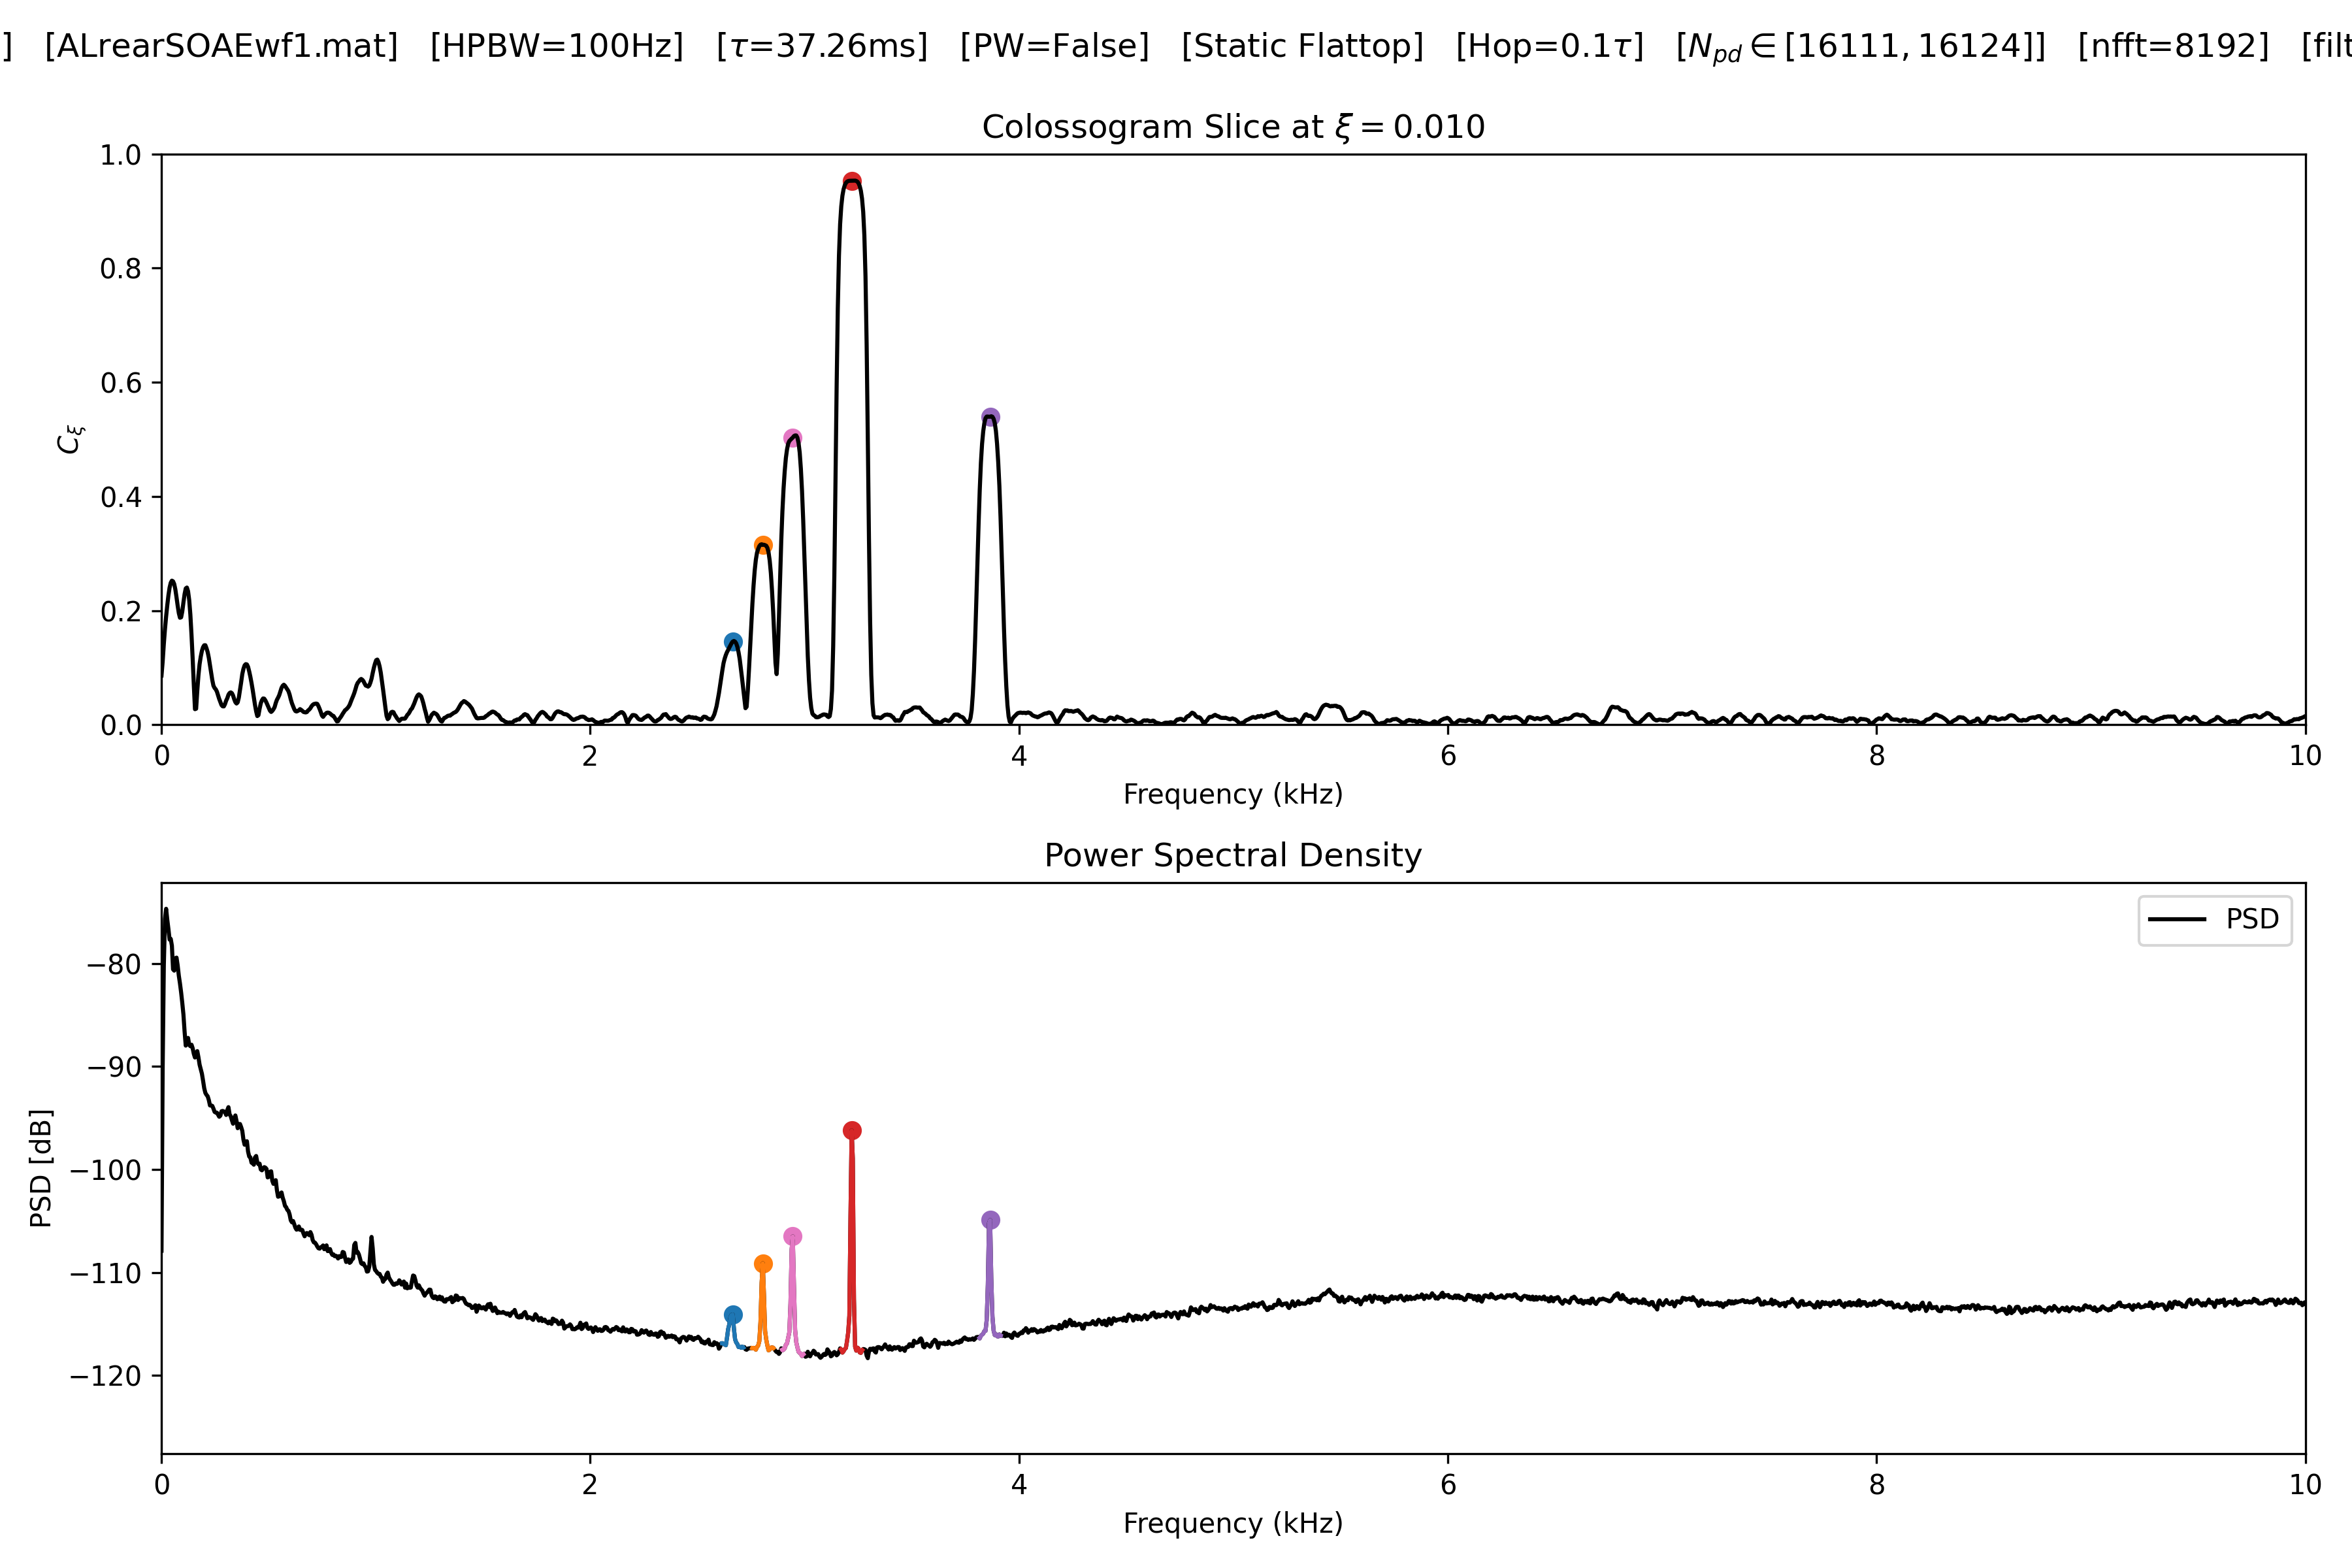 ] [ALrearSOAEwf1.mat] [HPBW=100Hz] [τ=37.26ms] [PW=False] [Static Flattop] [Hop=0.1τ] [N_pd ∈ [16111, 16124]] [nfft=8192] [filt
Colossogram Slice at ξ = 0.010
1.0
0.8
0.6
0.4
0.2
0.0
C_ξ
0 2 4 6 8 10
Frequency (kHz)
Power Spectral Density
PSD
−80
−90
−100
−110
−120
PSD [dB]
0 2 4 6 8 10
Frequency (kHz)